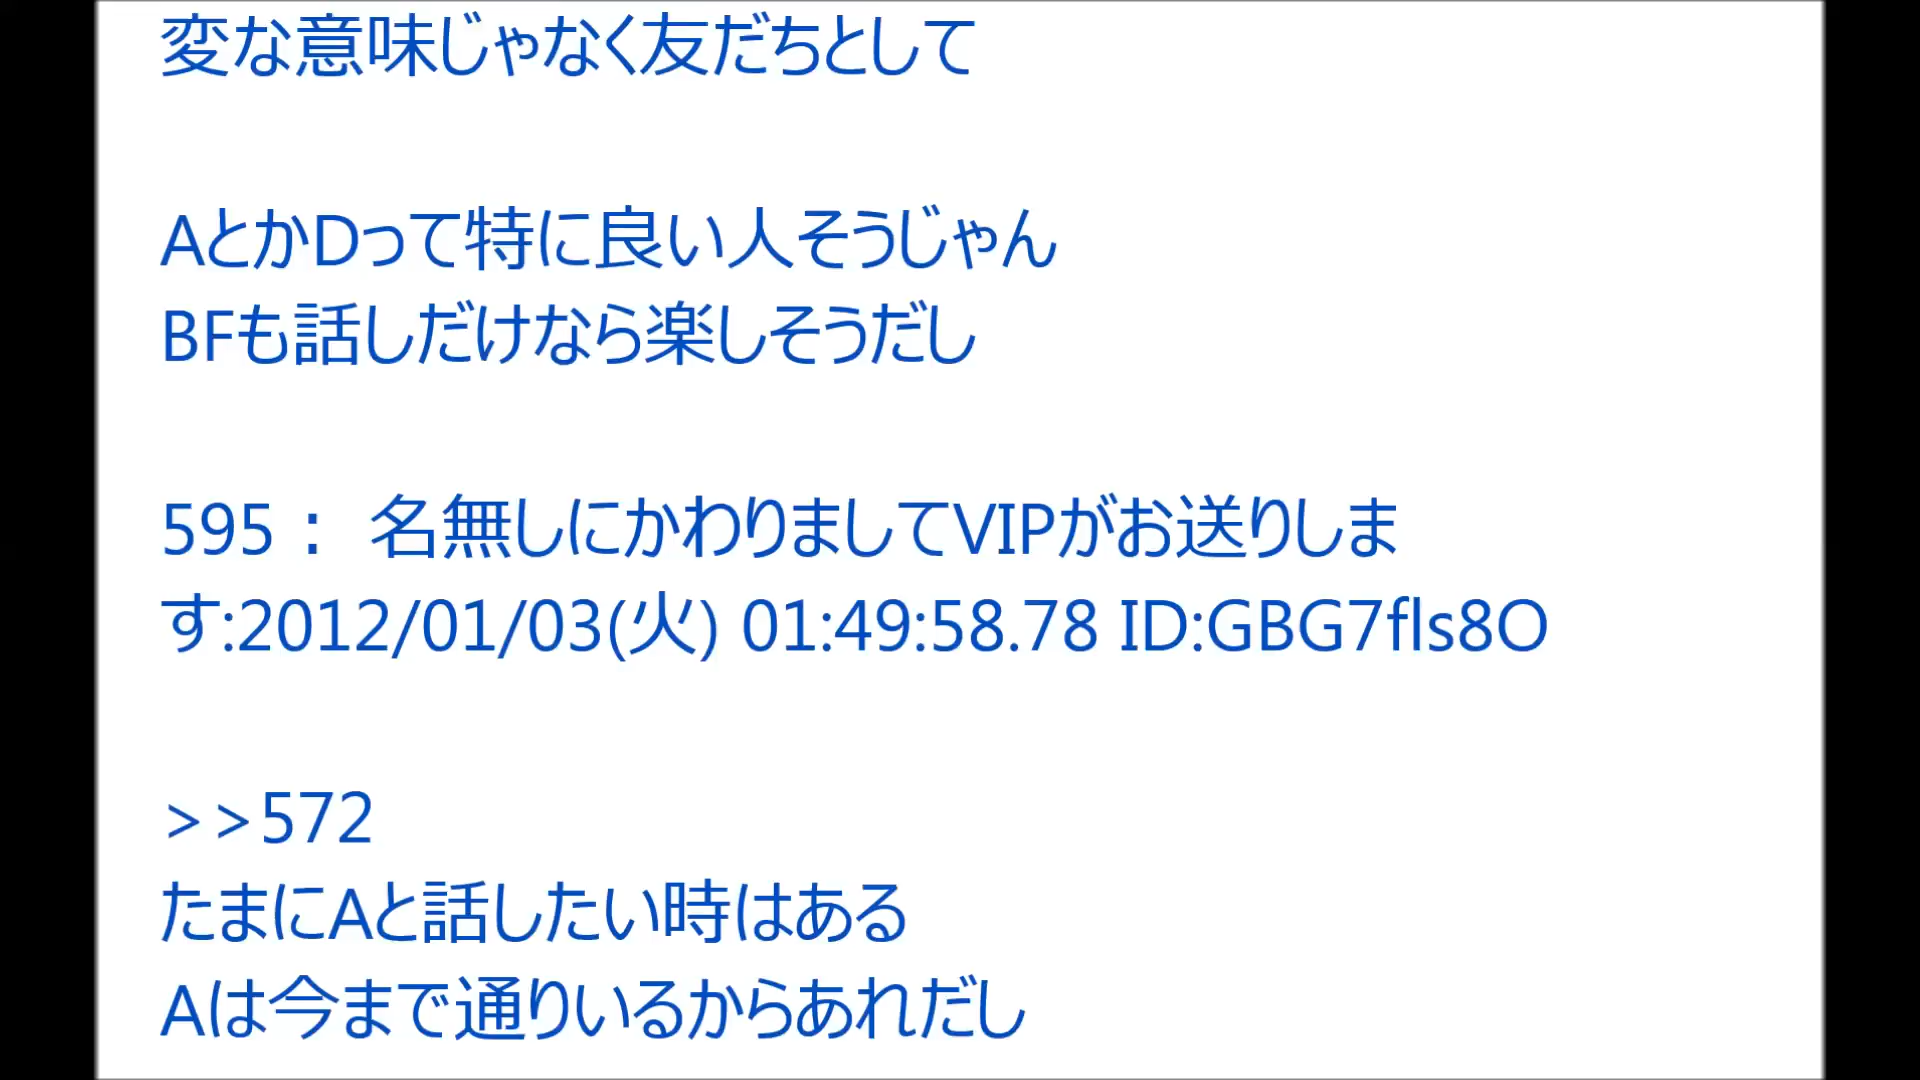 変な意味じゃなく友だちとして
AとかDって特に良い人そうじゃん
BFも話しだけなら楽しそうだし
595： 名無しにかわりましてVIPがお送りしま
す:2012/01/03(火) 01:49:58.78 ID:GBG7fls8O
>>572
たまにAと話したい時はある
Aは今まで通りいるからあれだし